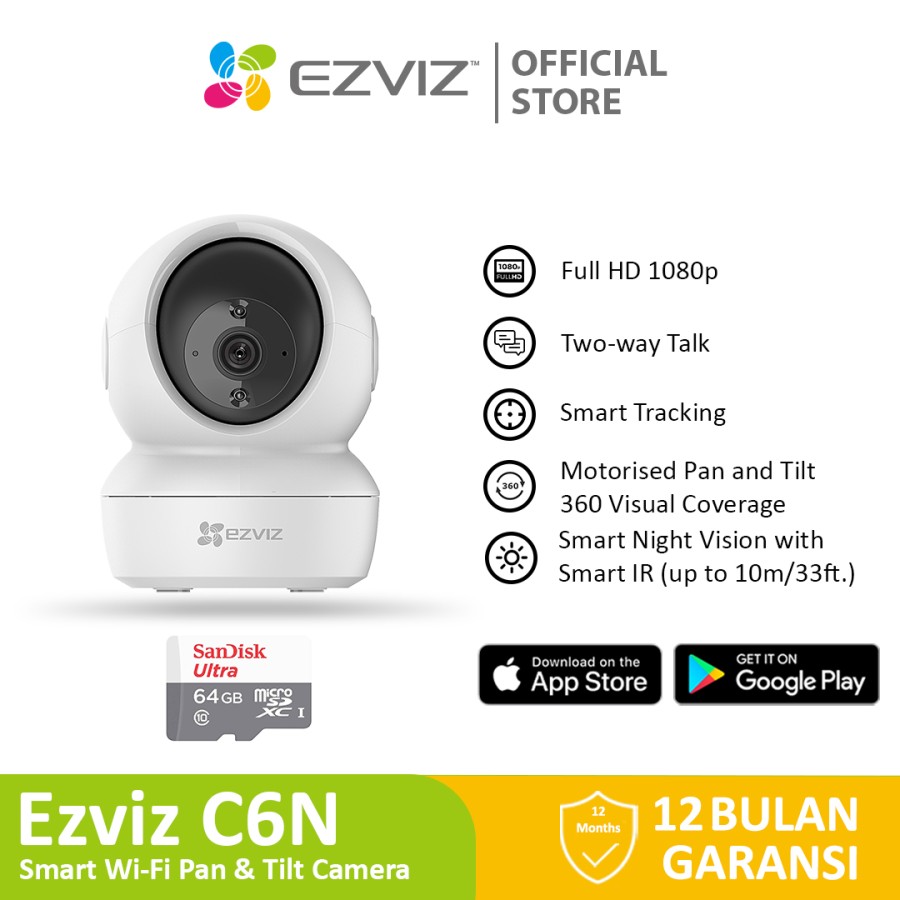 EZVIZ™
OFFICIAL
STORE
1080P
FULLHD
Full HD 1080p
Two-way Talk
Smart Tracking
360°
Motorised Pan and Tilt
360 Visual Coverage
Smart Night Vision with
Smart IR (up to 10m/33ft.)
EZVIZ
SanDisk
Ultra
64GB micro
SD
XC I
10
Download on the
App Store
GET IT ON
Google Play
Ezviz C6N
Smart Wi-Fi Pan & Tilt Camera
12
Months
12 BULAN
GARANSI